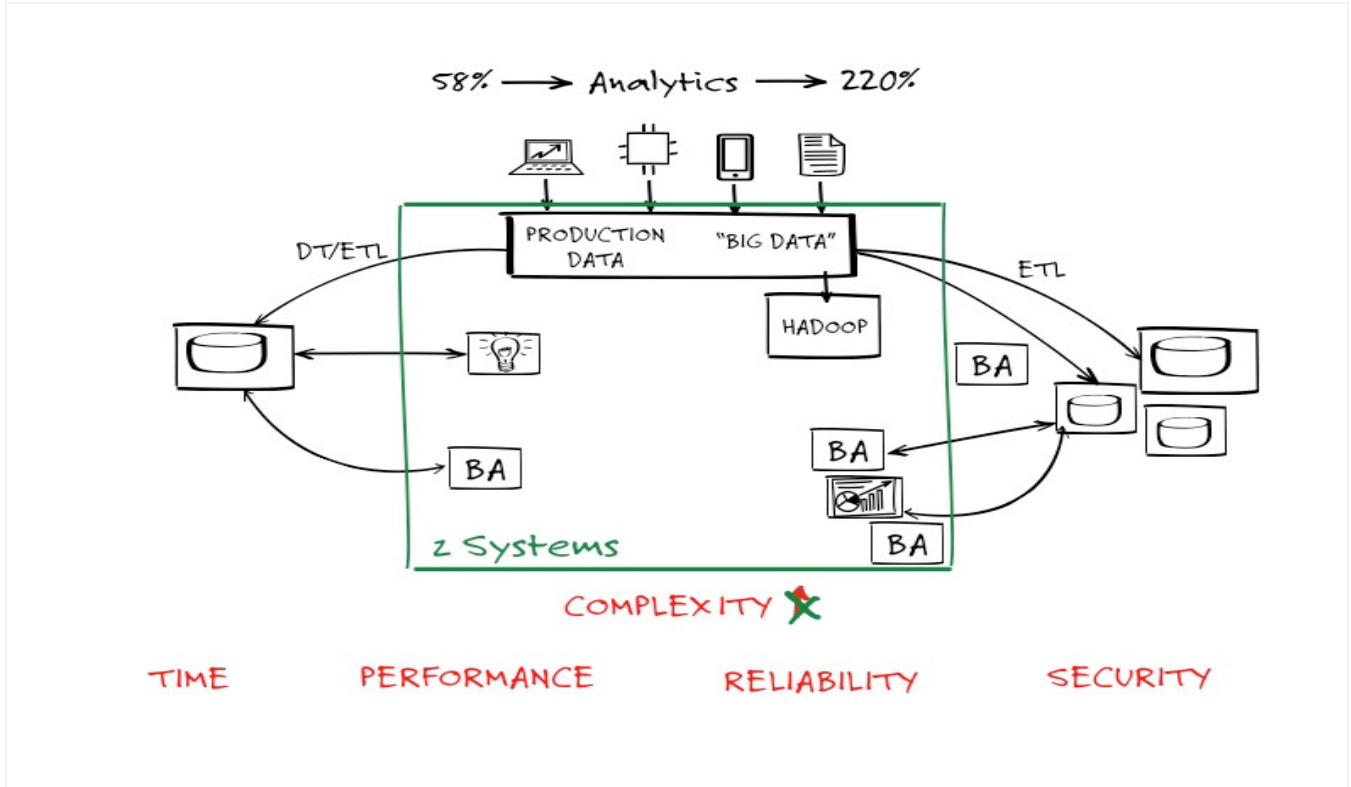 58% → Analytics → 220%
PRODUCTION DATA
"BIG DATA"
DT/ETL
ETL
HADOOP
BA
BA
BA
BA
z Systems
COMPLEXITY
TIME
PERFORMANCE
RELIABILITY
SECURITY